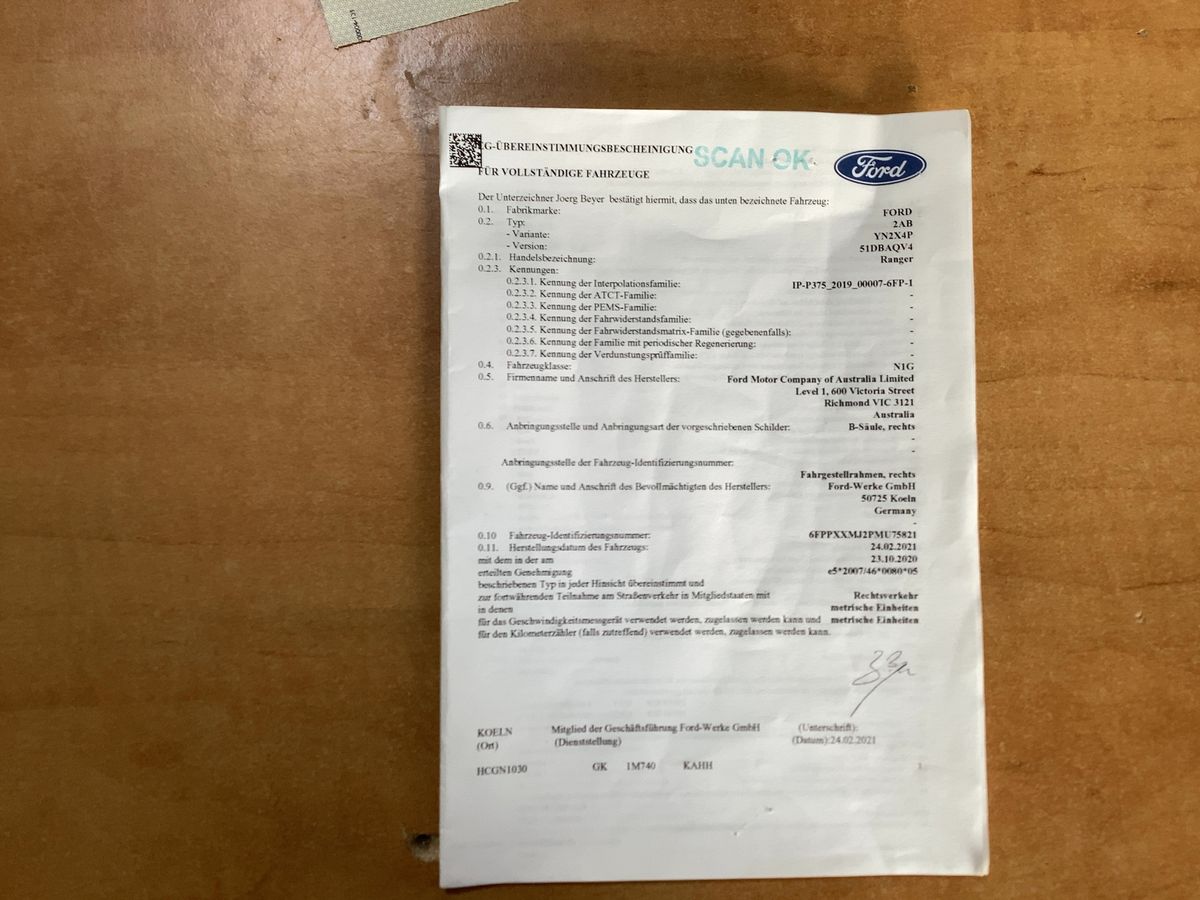 EG-ÜBEREINSTIMMUNGSBESCHEINIGUNG SCAN OK
Ford
FÜR VOLLSTÄNDIGE FAHRZEUGE
Der Unterzeichner Joerg Beyer bestätigt hiermit, dass das unten bezeichnete Fahrzeug:
0.1. Fabrikmarke: FORD
0.2. Typ: 2AB
- Variante: YN2X4P
- Version: 51DBAQV4
0.2.1. Handelsbezeichnung: Ranger
0.2.3. Kennungen:
0.2.3.1. Kennung der Interpolationsfamilie: IP-P375_2019_00007-6FP-1
0.2.3.2. Kennung der ATCT-Familie: -
0.2.3.3. Kennung der PEMS-Familie: -
0.2.3.4. Kennung der Fahrwiderstandsfamilie: -
0.2.3.5. Kennung der Fahrwiderstandsmatrix-Familie (gegebenenfalls): -
0.2.3.6. Kennung der Familie mit periodischer Regenerierung: -
0.2.3.7. Kennung der Verdunstungsprüffamilie: -
0.4. Fahrzeugklasse: N1G
0.5. Firmenname und Anschrift des Herstellers: Ford Motor Company of Australia Limited
Level 1, 600 Victoria Street
Richmond VIC 3121
Australia
0.6. Anbringungsstelle und Anbringungsart der vorgeschriebenen Schilder: B-Säule, rechts
-
-
Anbringungsstelle der Fahrzeug-Identifizierungsnummer:
Fahrgestellrahmen, rechts
0.9. (Ggf.) Name und Anschrift des Bevollmächtigten des Herstellers: Ford-Werke GmbH
50725 Koeln
Germany
-
0.10 Fahrzeug-Identifizierungsnummer: 6FPPXXMJ2PMU75821
0.11. Herstellungsdatum des Fahrzeugs: 24.02.2021
mit dem in der am 23.10.2020
erteilten Genehmigung e5*2007/46*0080*05
beschriebenen Typ in jeder Hinsicht übereinstimmt und
zur fortwährenden Teilnahme am Straßenverkehr in Mitgliedstaaten mit Rechtsverkehr
in denen metrische Einheiten
für das Geschwindigkeitsmessgerät verwendet werden, zugelassen werden kann und metrische Einheiten
für den Kilometerzähler (falls zutreffend) verwendet werden, zugelassen werden kann.
KOELN Mitglied der Geschäftsführung Ford-Werke GmbH (Unterschrift):
(Ort) (Dienststellung) (Datum):24.02.2021
HCGN1030 GK 1M740 KAHH 1